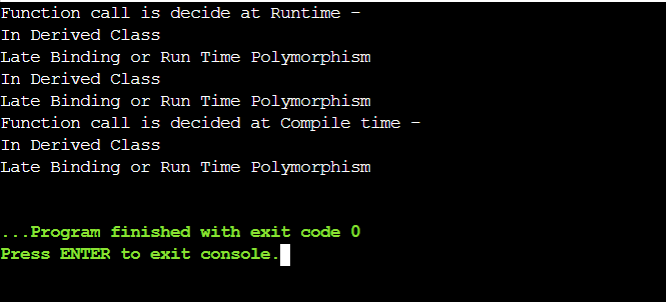 Function call is decide at Runtime -
In Derived Class
Late Binding or Run Time Polymorphism
In Derived Class
Late Binding or Run Time Polymorphism
Function call is decided at Compile time -
In Derived Class
Late Binding or Run Time Polymorphism
...Program finished with exit code 0
Press ENTER to exit console.